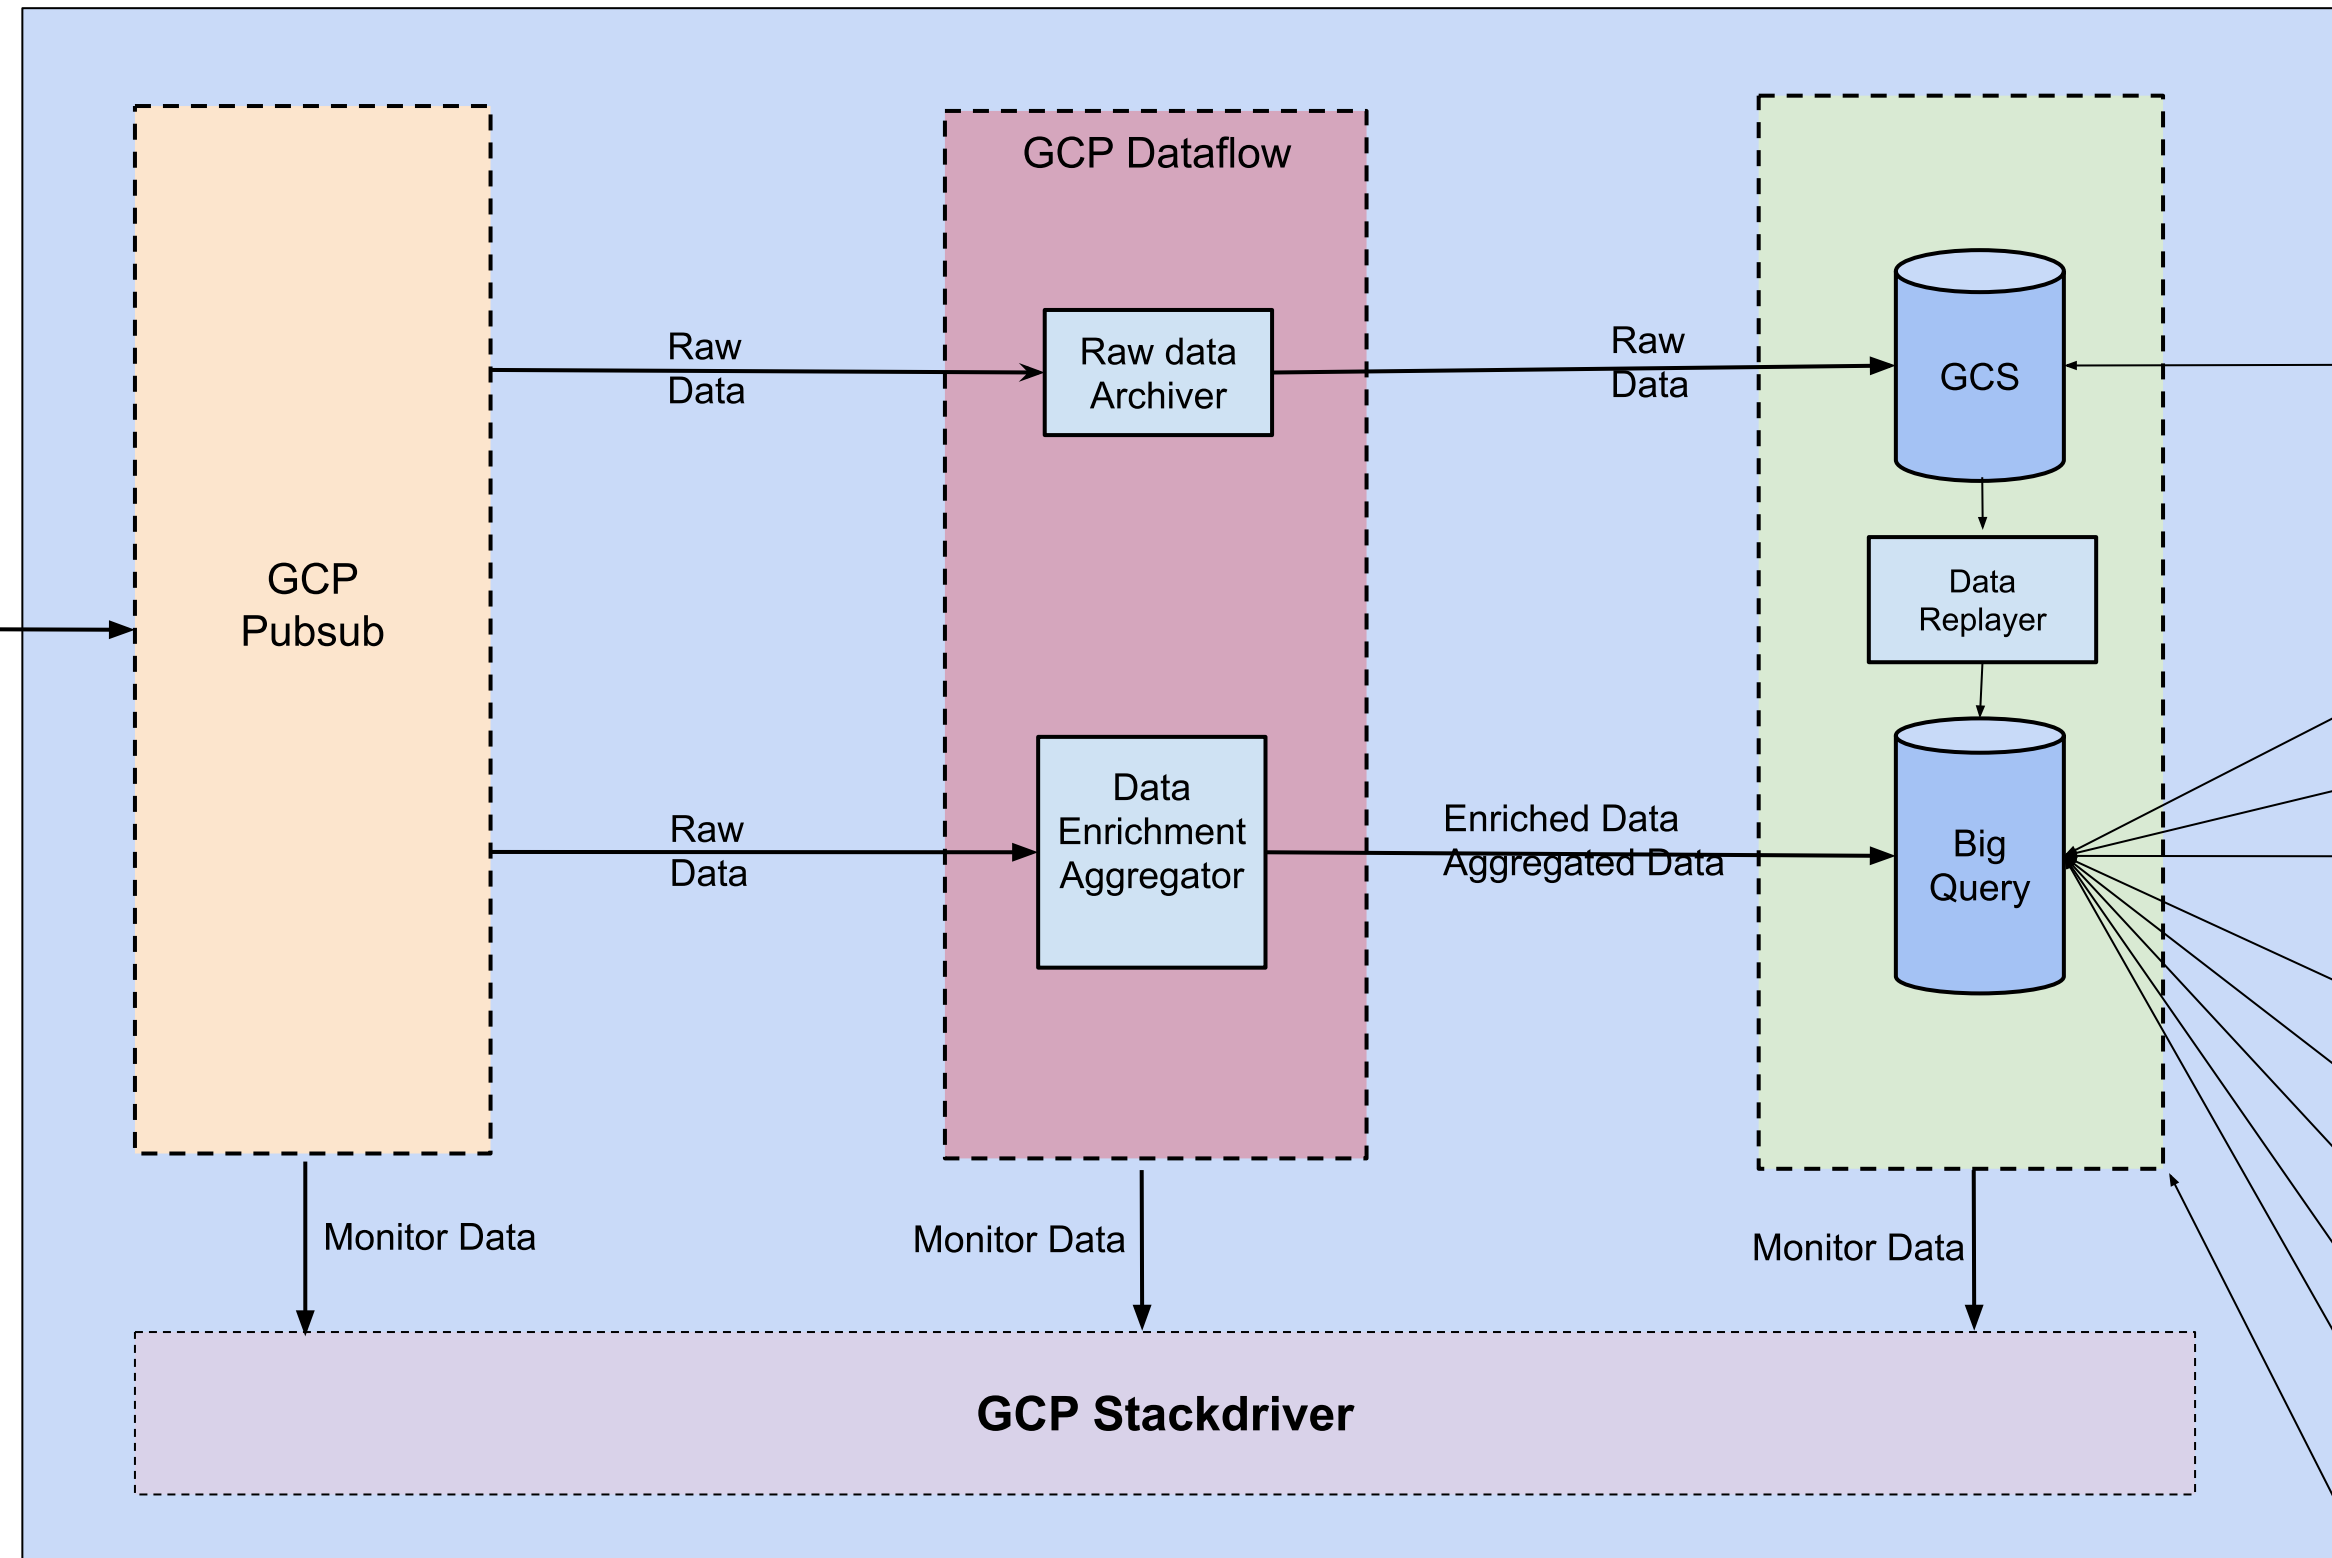 GCP Dataflow
Raw
Data
Raw data
Archiver
Raw
Data
GCS
GCP
Pubsub
Data
Replayer
Raw
Data
Data
Enrichment
Aggregator
Enriched Data
Aggregated Data
Big
Query
Monitor Data
Monitor Data
Monitor Data
GCP Stackdriver